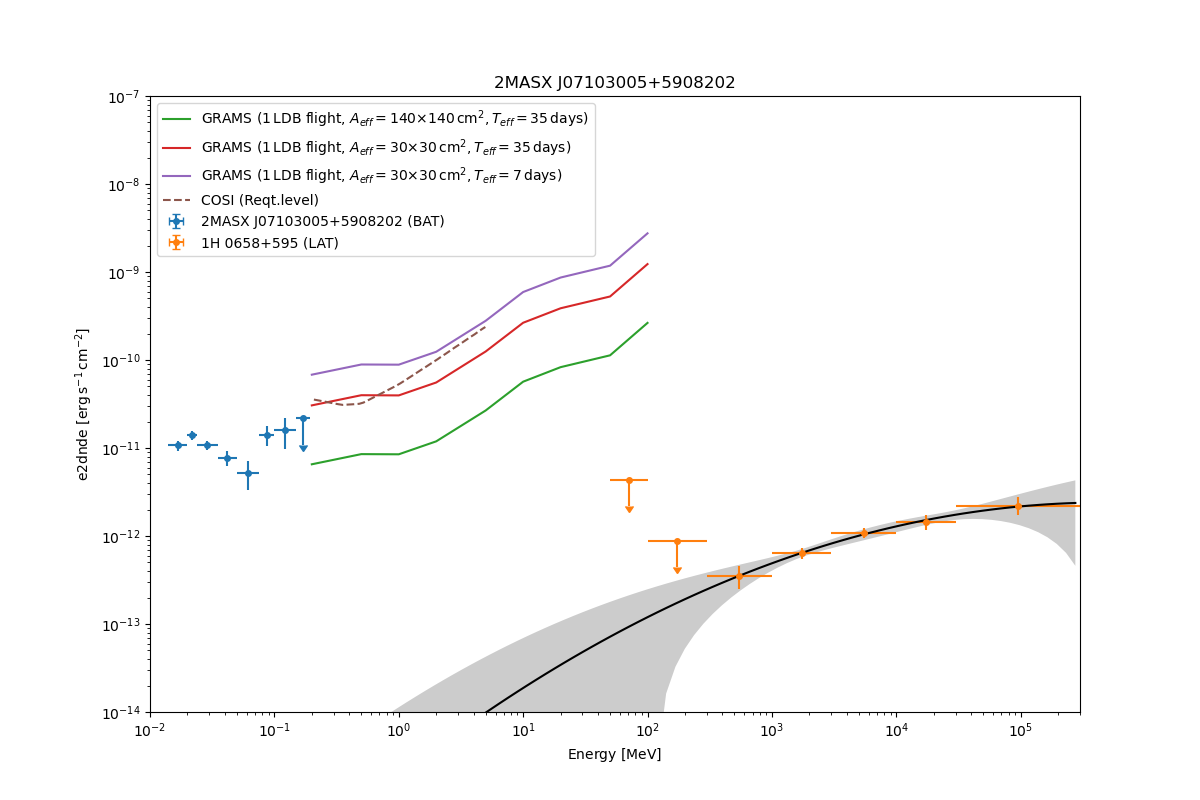 2MASX J07103005+5908202
GRAMS (1 LDB flight, A_eff = 140×140 cm², T_eff = 35 days)
GRAMS (1 LDB flight, A_eff = 30×30 cm², T_eff = 35 days)
GRAMS (1 LDB flight, A_eff = 30×30 cm², T_eff = 7 days)
COSI (Reqt.level)
2MASX J07103005+5908202 (BAT)
1H 0658+595 (LAT)
e2dnde [erg s⁻¹ cm⁻²]
10⁻⁷
10⁻⁸
10⁻⁹
10⁻¹⁰
10⁻¹¹
10⁻¹²
10⁻¹³
10⁻¹⁴
10⁻² 10⁻¹ 10⁰ 10¹ 10² 10³ 10⁴ 10⁵
Energy [MeV]